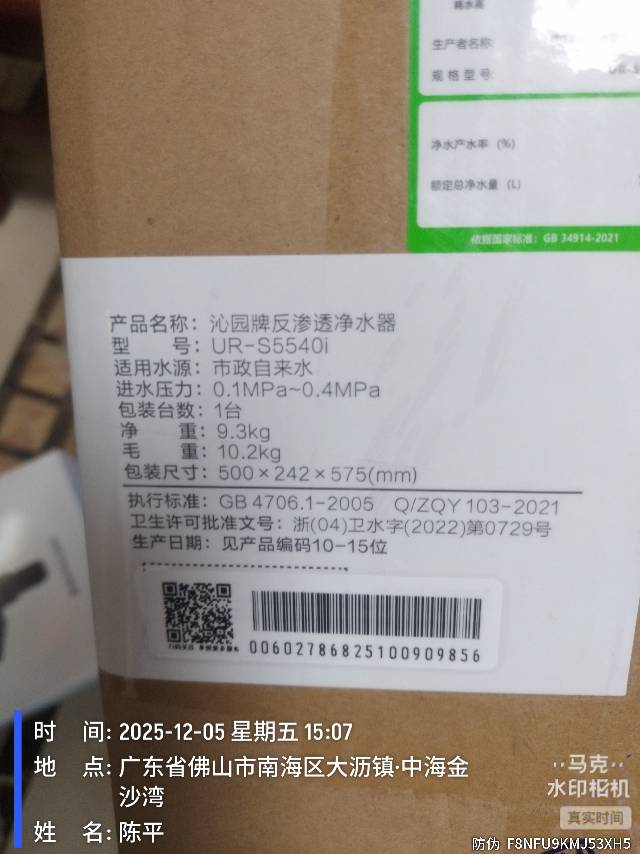 耗水高
生产者名称:
规格型号:
净水产水率 (%)
额定总净水量 (L)
依据国家标准: GB 34914-2021
产品名称: 沁园牌反渗透净水器
型 号: UR-S5540i
适用水源: 市政自来水
进水压力: 0.1MPa~0.4MPa
包装台数: 1台
净 重: 9.3kg
毛 重: 10.2kg
包装尺寸: 500×242×575(mm)
执行标准: GB 4706.1-2005 Q/ZQY 103-2021
卫生许可批准文号: 浙(04)卫水字(2022)第0729号
生产日期: 见产品编码10-15位
00602786825100909856
时 间: 2025-12-05 星期五 15:07
地 点: 广东省佛山市南海区大沥镇·中海金
沙湾
姓 名: 陈平
马克
水印相机
真实时间
防伪 F8NFU9KMJ53XH5